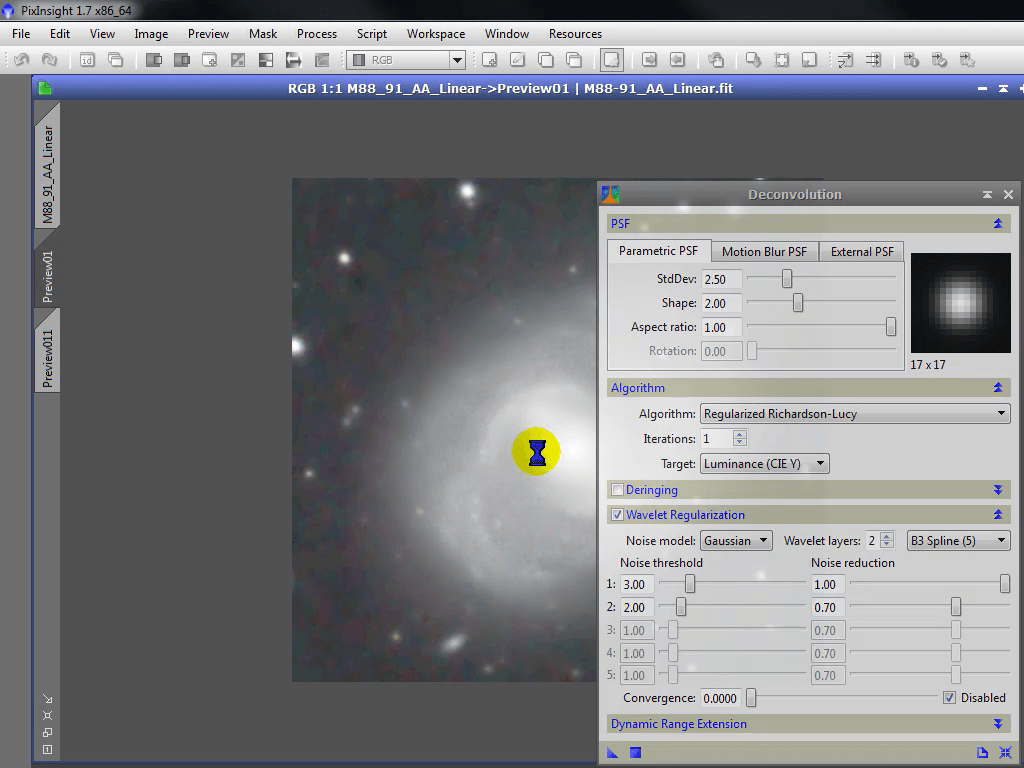 PixInsight 1.7 x86_64
File Edit View Image Preview Mask Process Script Workspace Window Resources
id RGB
RGB 1:1 M88_91_AA_Linear->Preview01 | M88-91_AA_Linear.fit
M88_91_AA_Linear
Preview01
Preview011
Deconvolution
PSF
Parametric PSF Motion Blur PSF External PSF
StdDev: 2.50
Shape: 2.00
Aspect ratio: 1.00
Rotation: 0.00
17 x 17
Algorithm
Algorithm: Regularized Richardson-Lucy
Iterations: 1
Target: Luminance (CIE Y)
Deringing
Wavelet Regularization
Noise model: Gaussian Wavelet layers: 2 B3 Spline (5)
Noise threshold Noise reduction
1: 3.00 1.00
2: 2.00 0.70
3: 1.00 0.70
4: 1.00 0.70
5: 1.00 0.70
Convergence: 0.0000 Disabled
Dynamic Range Extension